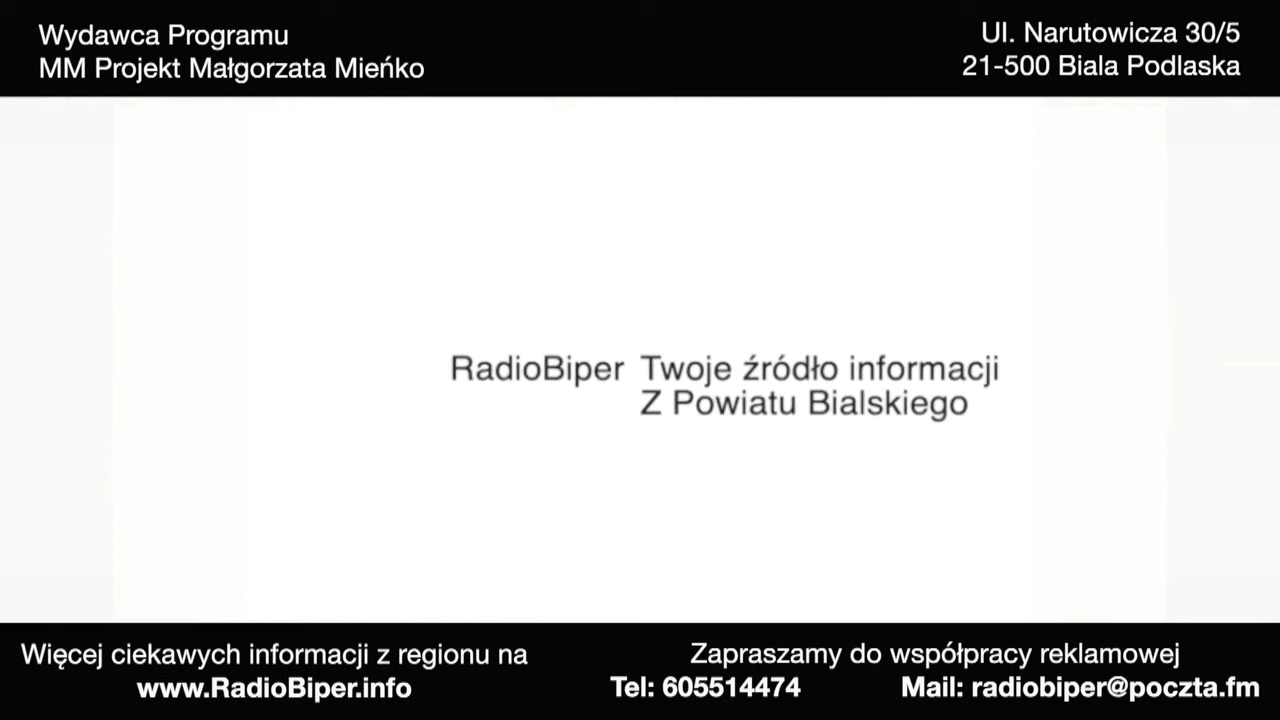 Wydawca Programu
MM Projekt Małgorzata Mieńko
Ul. Narutowicza 30/5
21-500 Biala Podlaska
RadioBiper Twoje źródło informacji
Z Powiatu Bialskiego
Więcej ciekawych informacji z regionu na
www.RadioBiper.info
Zapraszamy do współpracy reklamowej
Tel: 605514474 Mail: radiobiper@poczta.fm